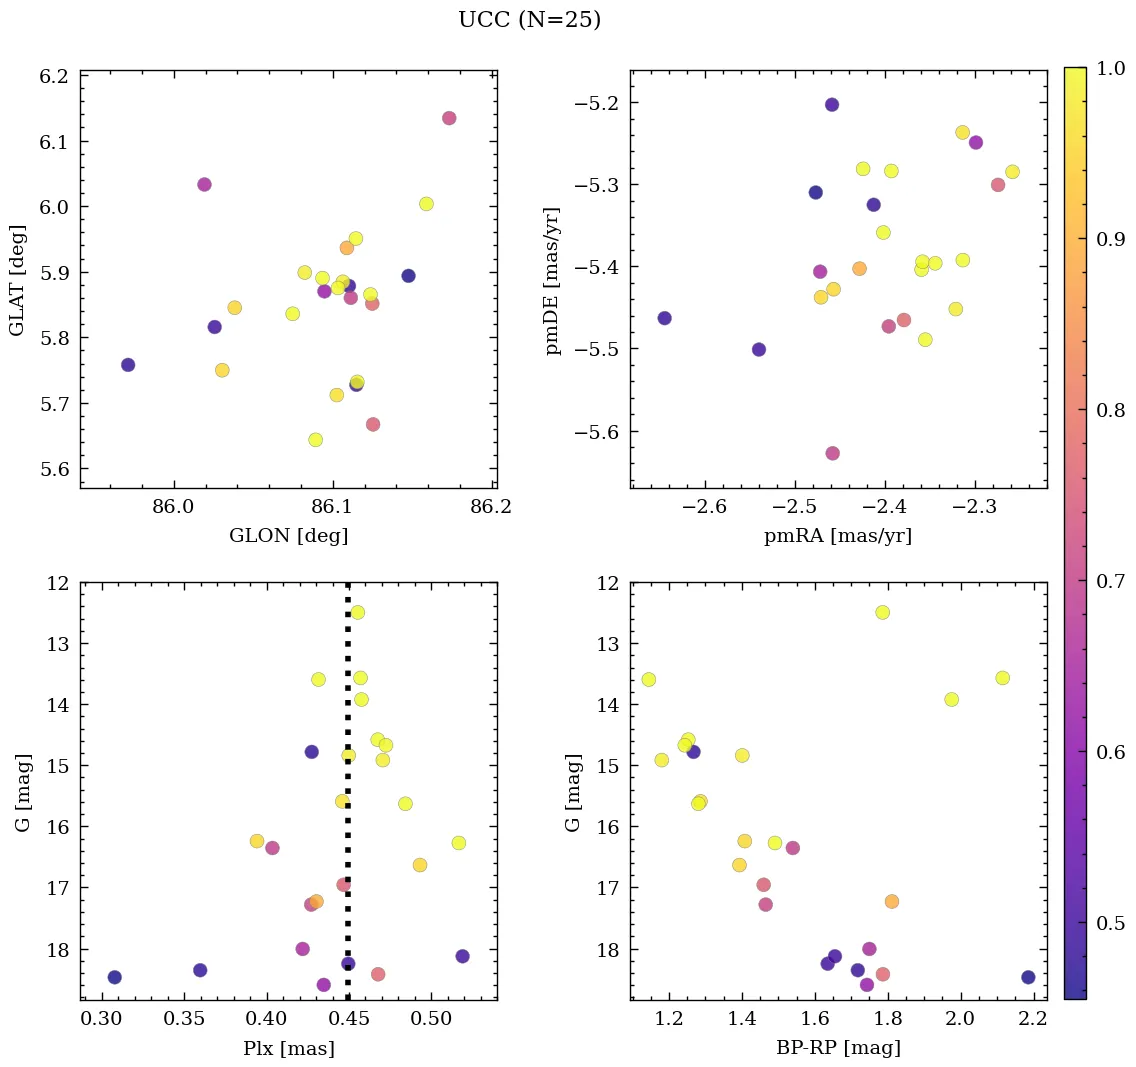 UCC (N=25)
6.2
6.1
6.0
5.9
5.8
5.7
5.6
GLAT [deg]
86.0 86.1 86.2
GLON [deg]
−5.2
−5.3
−5.4
−5.5
−5.6
pmDE [mas/yr]
−2.6 −2.5 −2.4 −2.3
pmRA [mas/yr]
12
13
14
15
16
17
18
G [mag]
0.30 0.35 0.40 0.45 0.50
Plx [mas]
12
13
14
15
16
17
18
G [mag]
1.2 1.4 1.6 1.8 2.0 2.2
BP-RP [mag]
1.0
0.9
0.8
0.7
0.6
0.5